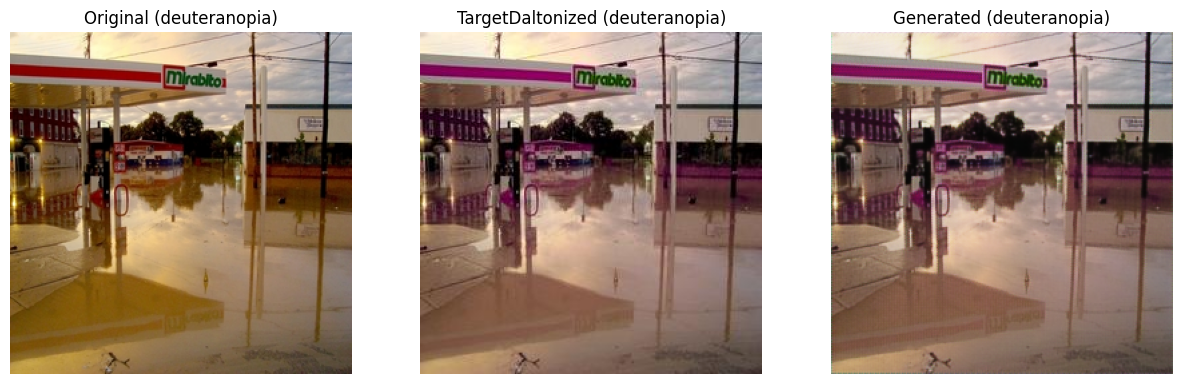 Original (deuteranopia)
TargetDaltonized (deuteranopia)
Generated (deuteranopia)
mirabito
mirabito
mirabito